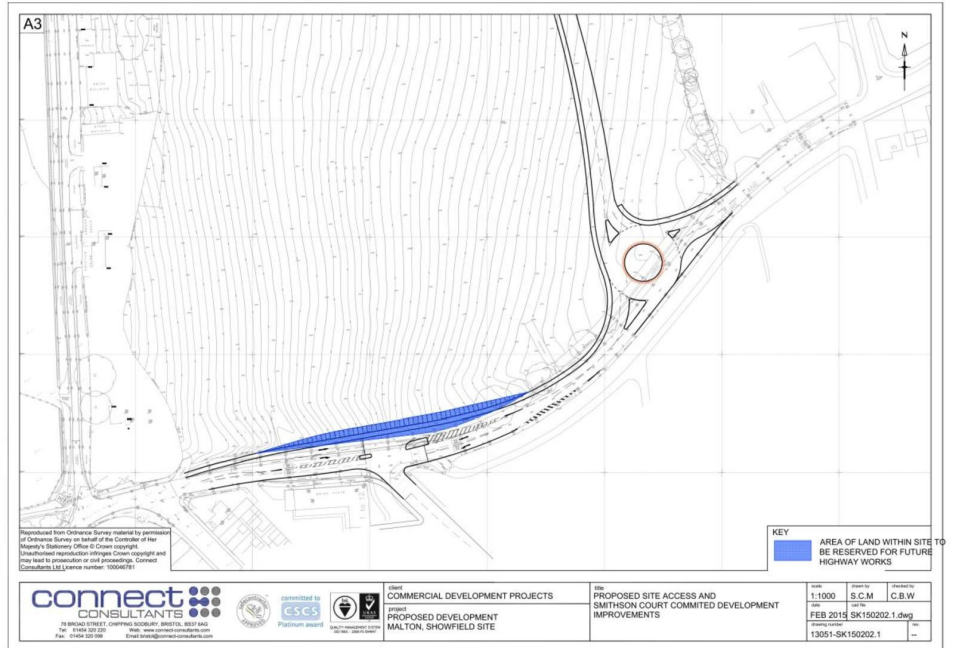 A3
N
Reproduced from Ordnance Survey material by permission
of Ordnance Survey on behalf of the Controller of Her
Majesty's Stationery Office © Crown copyright.
Unauthorised reproduction infringes Crown copyright and
may lead to prosecution or civil proceedings. Connect
Consultants Ltd Licence number: 100046781
KEY
AREA OF LAND WITHIN SITE TO
BE RESERVED FOR FUTURE
HIGHWAY WORKS
connect
CONSULTANTS
78 BROAD STREET, CHIPPING SODBURY, BRISTOL, BS37 6AG
Tel: 01454 320 220 Web: www.connect-consultants.com
Fax: 01454 320 099 Email: bristol@connect-consultants.com
committed to
CSCS
Platinum award
client
COMMERCIAL DEVELOPMENT PROJECTS
project
PROPOSED DEVELOPMENT
MALTON, SHOWFIELD SITE
title
PROPOSED SITE ACCESS AND
SMITHSON COURT COMMITED DEVELOPMENT
IMPROVEMENTS
scale drawn by checked by
1:1000 S.C.M C.B.W
date cad file
FEB 2015 SK150202.1.dwg
drawing number rev.
13051-SK150202.1 --